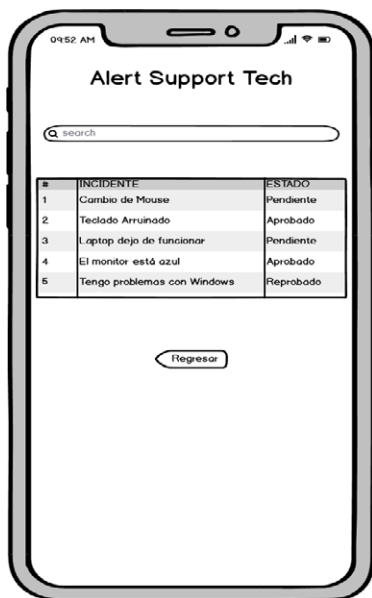 09:52 AM
Alert Support Tech
search
# INCIDENTE ESTADO
1 Cambio de Mouse Pendiente
2 Teclado Arruinado Aprobado
3 Laptop dejo de funcionar Pendiente
4 El monitor está azul Aprobado
5 Tengo problemas con Windows Reprobado
Regresar